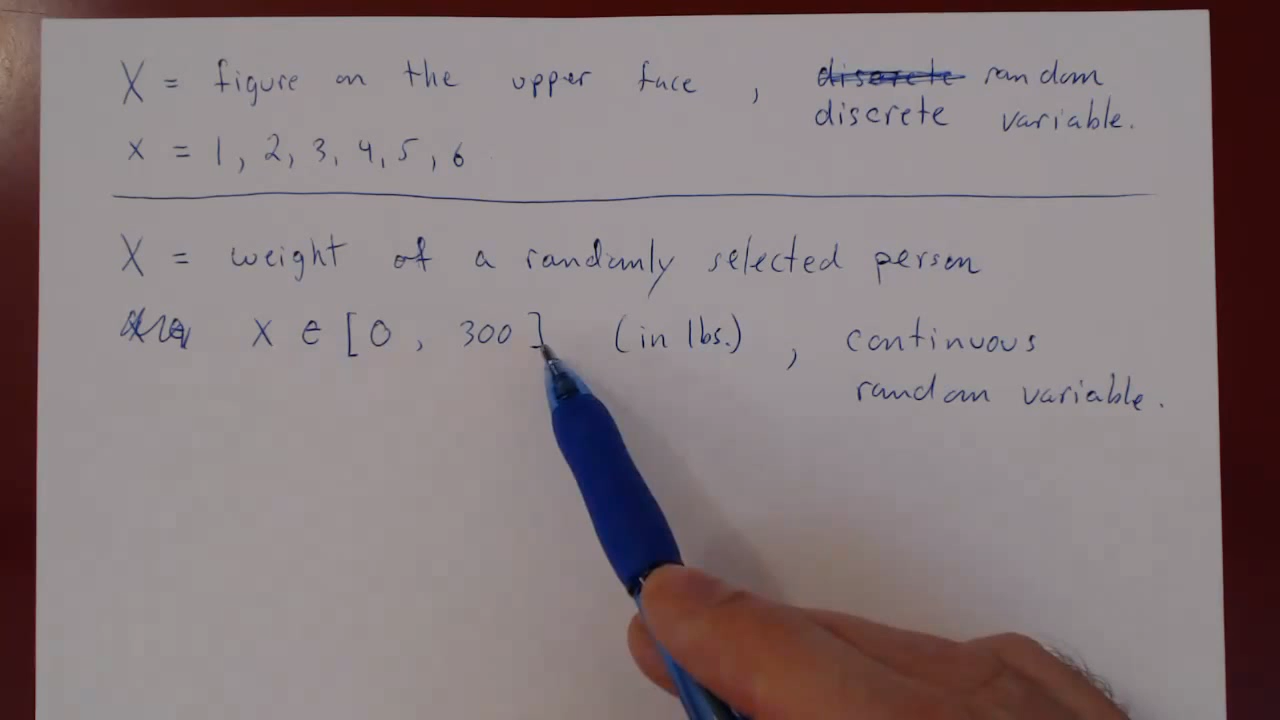 X = figure on the upper face , discrete random
discrete variable.
x = 1, 2, 3, 4, 5, 6
X = weight of a randomly selected person
x ∈ [0, 300] (in lbs.) , continuous
random variable.